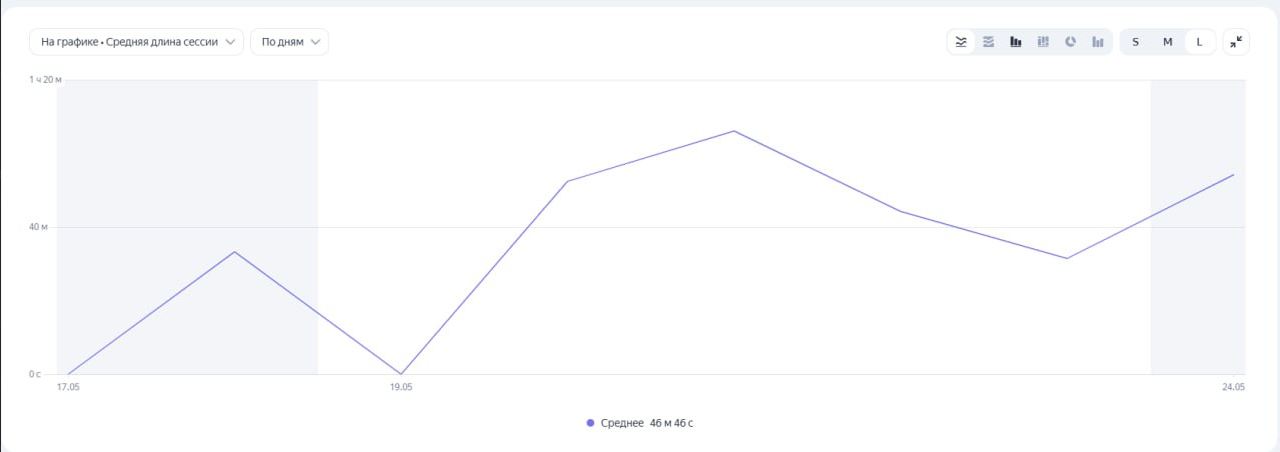 На графике • Средняя длина сессии
По дням
S M L
1 ч 20 м
40 м
0 с
17.05 19.05 24.05
Среднее 46 м 46 с